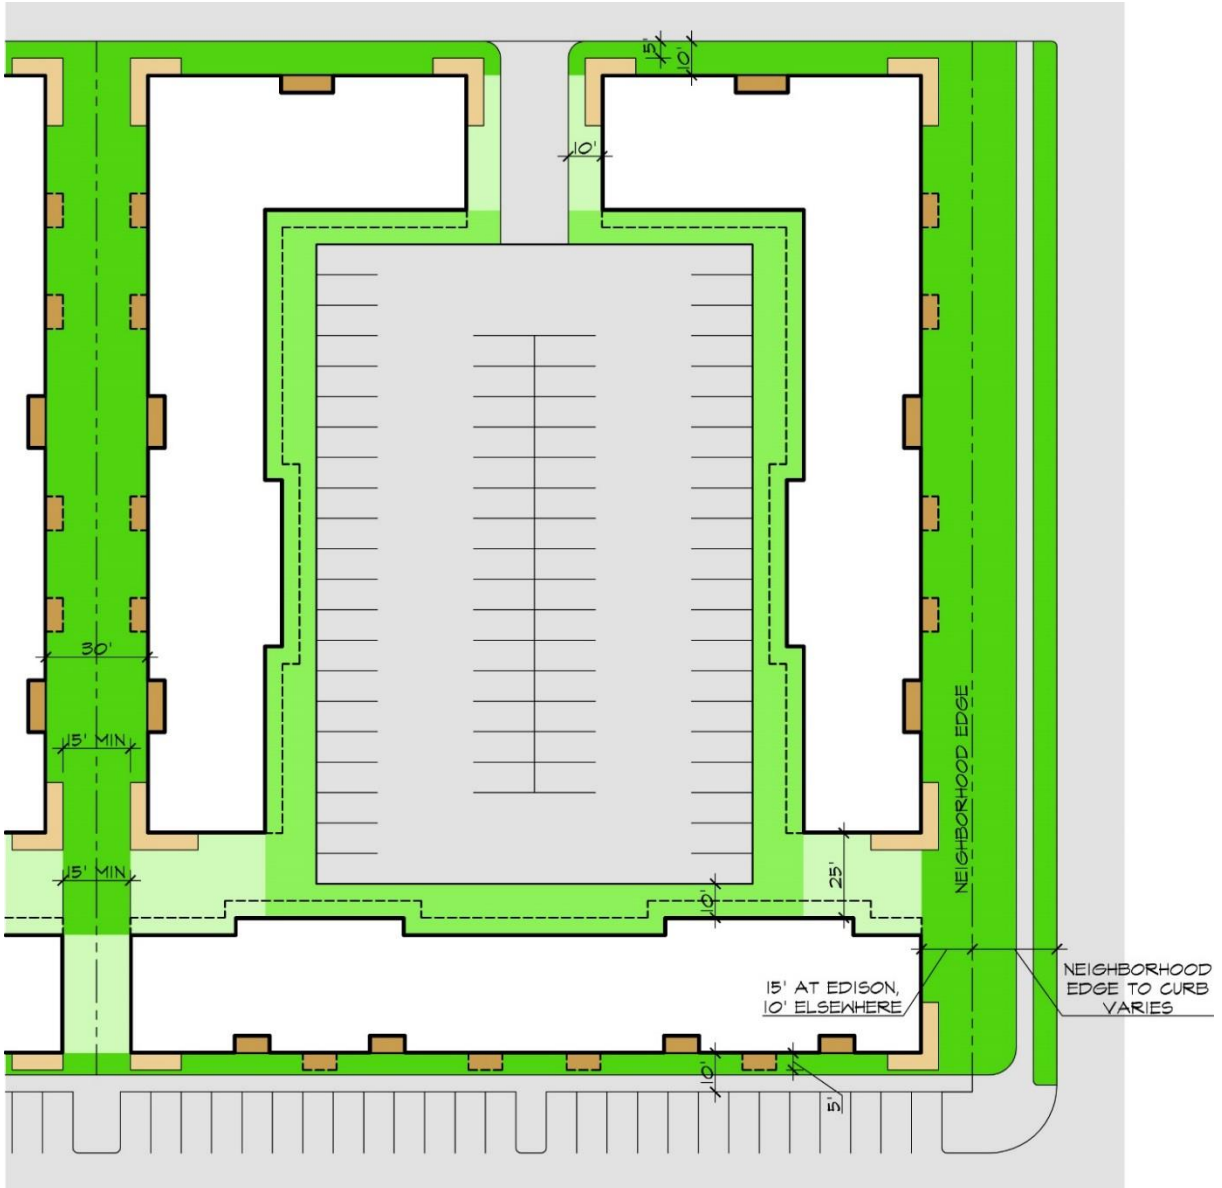 5'
10'
10'
30'
15' MIN
15' MIN
10'
25'
NEIGHBORHOOD EDGE
15' AT EDISON,
10' ELSEWHERE
NEIGHBORHOOD
EDGE TO CURB
VARIES
10'
5'